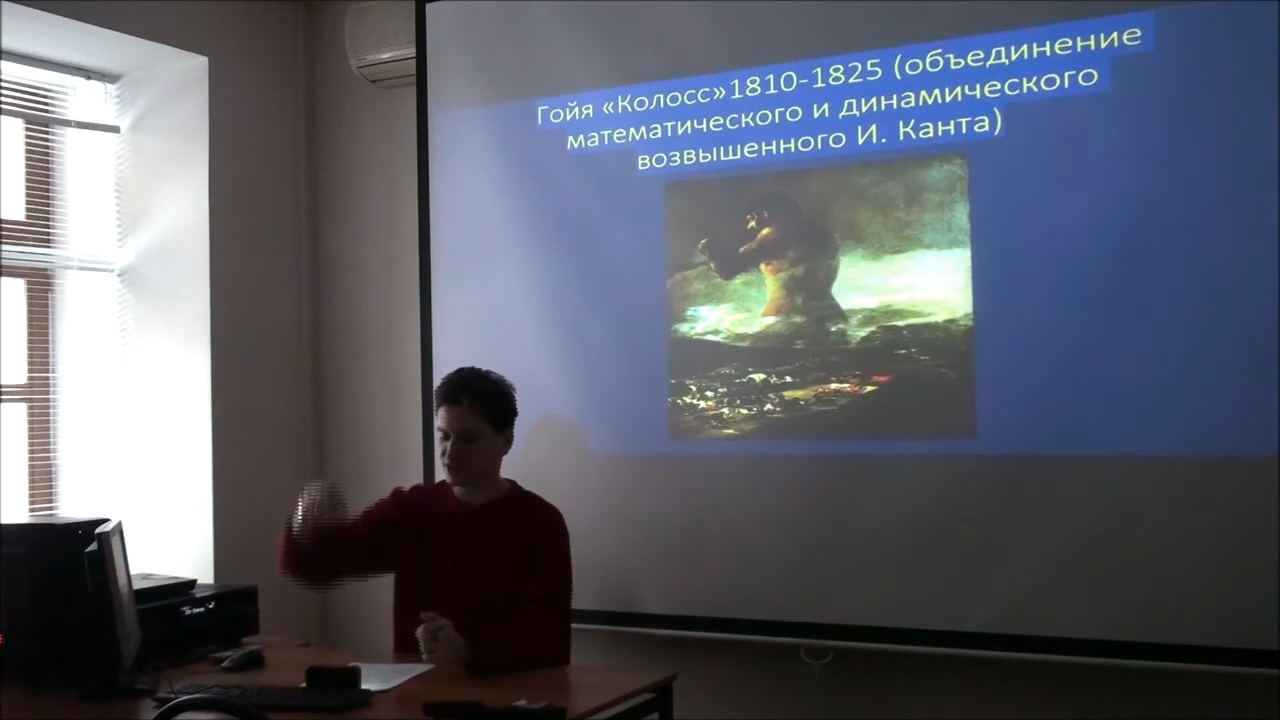 Гойя «Колосс»1810-1825 (объединение
математического и динамического
возвышенного И. Канта)